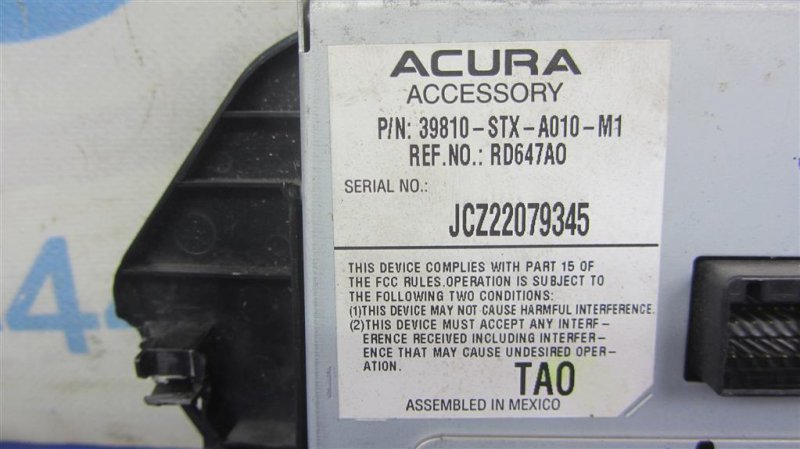 ACURA
ACCESSORY
P/N: 39810-STX-A010-M1
REF.NO.: RD647A0
SERIAL NO.:
JCZ22079345
THIS DEVICE COMPLIES WITH PART 15 OF
THE FCC RULES.OPERATION IS SUBJECT TO
THE FOLLOWING TWO CONDITIONS:
(1)THIS DEVICE MAY NOT CAUSE HARMFUL INTERFERENCE.
(2)THIS DEVICE MUST ACCEPT ANY INTERF-
ERENCE RECEIVED INCLUDING INTERFER-
ENCE THAT MAY CAUSE UNDESIRED OPER-
ATION.
TA0
ASSEMBLED IN MEXICO